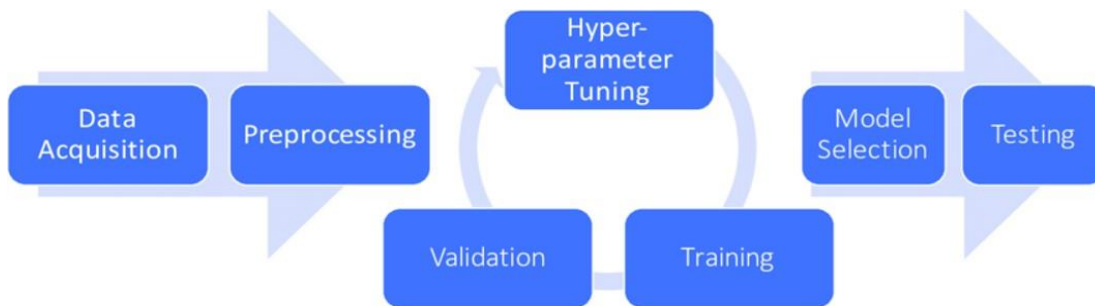 Data
Acquisition
Preprocessing
Hyper-
parameter
Tuning
Validation
Training
Model
Selection
Testing